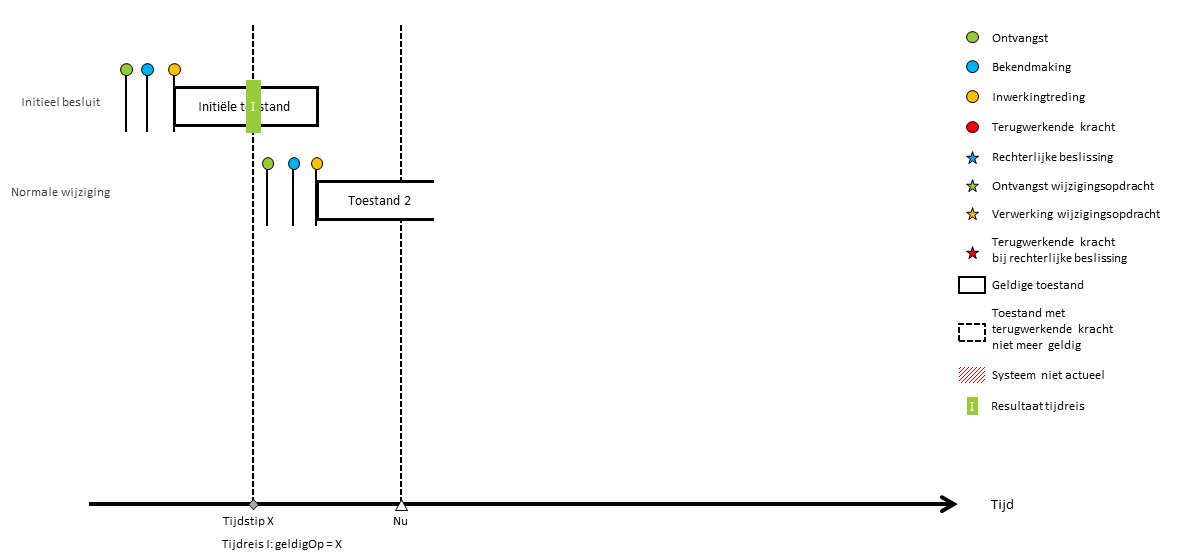 Initieel besluit
Initiële t
I
stand
Normale wijziging
Toestand 2
Ontvangst
Bekendmaking
Inwerkingtreding
Terugwerkende kracht
Rechterlijke beslissing
Ontvangst wijzigingsopdracht
Verwerking wijzigingsopdracht
Terugwerkende kracht
bij rechterlijke beslissing
Geldige toestand
Toestand met
terugwerkende kracht
niet meer geldig
Systeem niet actueel
I
Resultaat tijdreis
Tijd
Tijdstip X
Nu
Tijdreis I: geldigOp = X